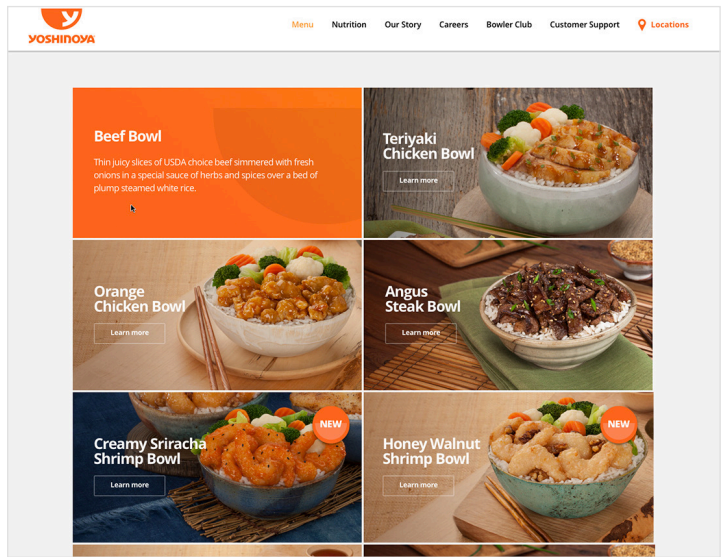 YOSHINOYA
Menu Nutrition Our Story Careers Bowler Club Customer Support Locations
Beef Bowl
Thin juicy slices of USDA choice beef simmered with fresh
onions in a special sauce of herbs and spices over a bed of
plump steamed white rice.
Teriyaki
Chicken Bowl
Learn more
Orange
Chicken Bowl
Learn more
Angus
Steak Bowl
Learn more
Creamy Sriracha
Shrimp Bowl
Learn more
NEW
Honey Walnut
Shrimp Bowl
Learn more
NEW